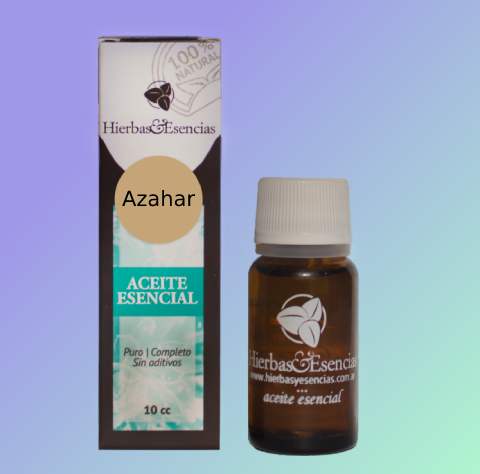 100%
NATURAL
Hierbas&Esencias
Azahar
ACEITE
ESENCIAL
Puro | Completo
Sin aditivos
10 cc
Hierbas&Esencias
www.hierbasyesencias.com.ar
aceite esencial